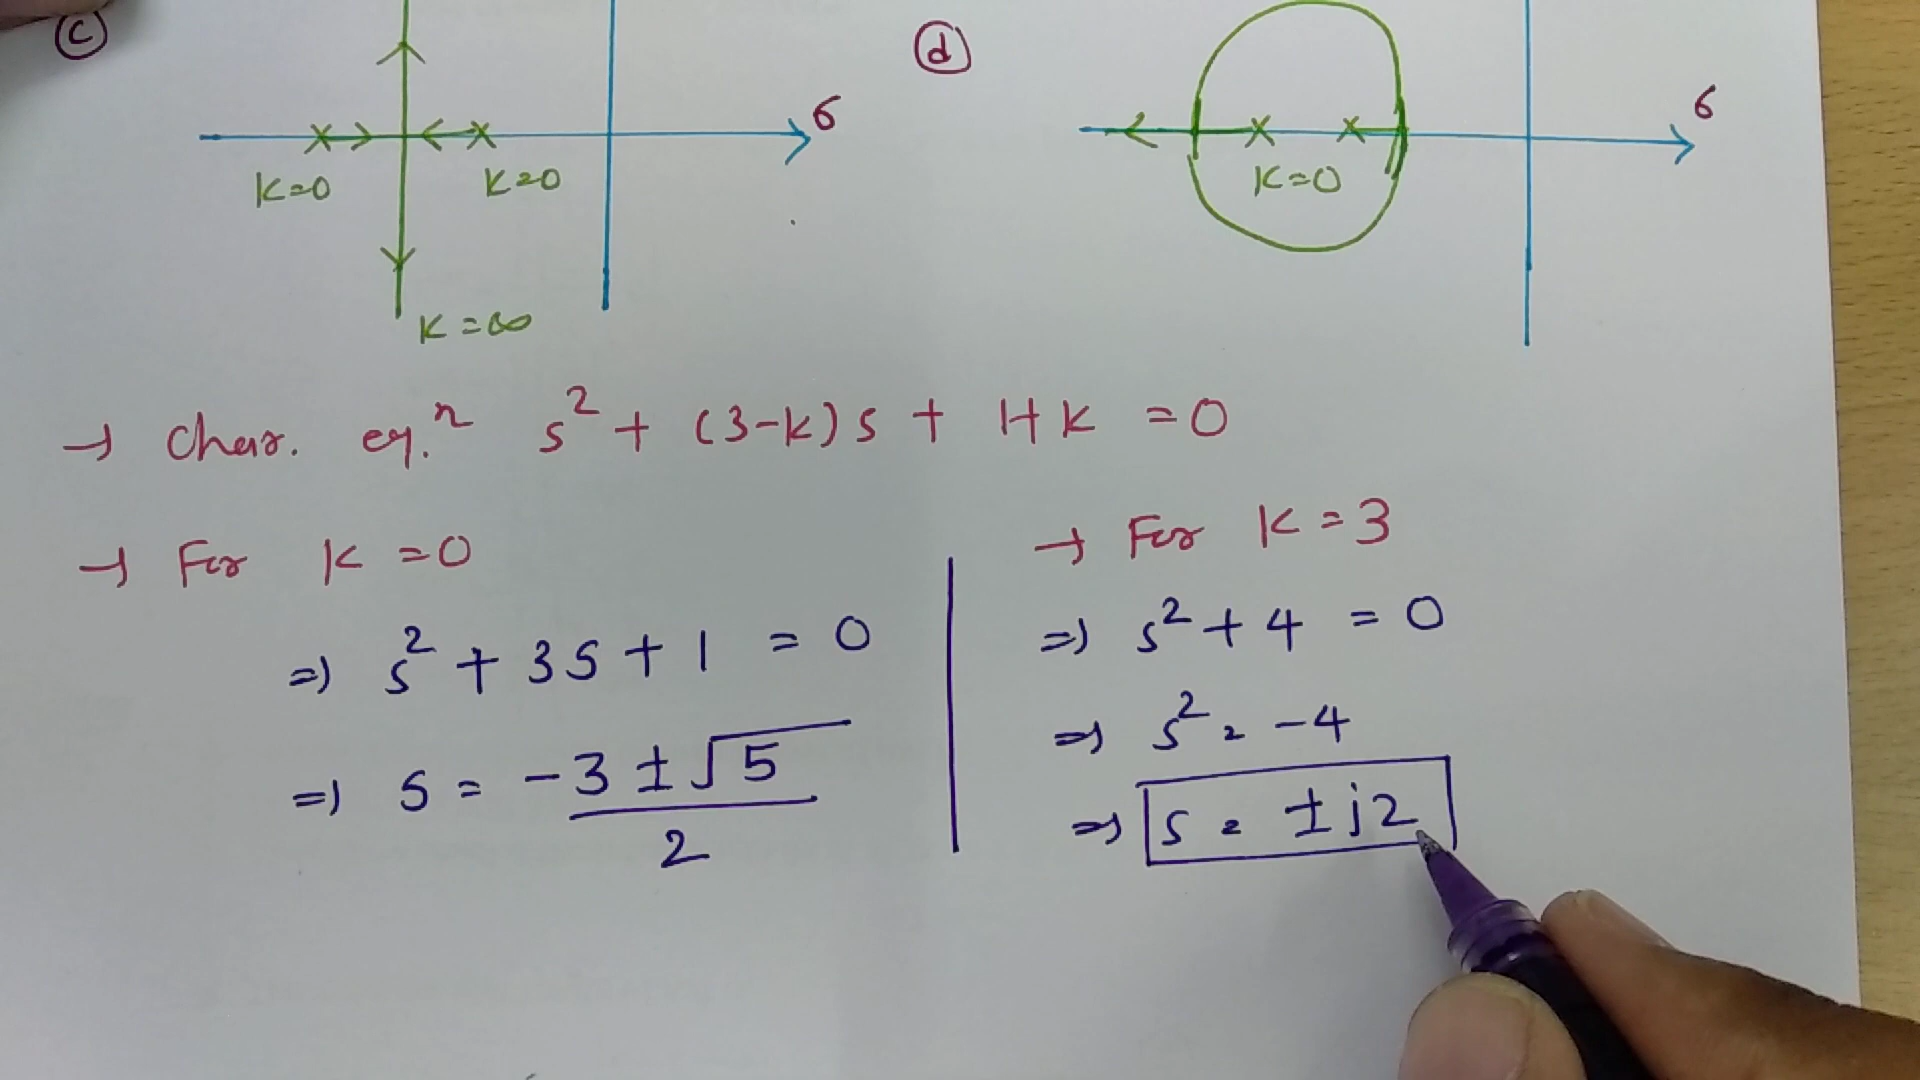 c
d
σ
σ
K=0
K=0
K=0
K=∞
→ Char. eq.ⁿ s² + (3-K)s + 1+K = 0
→ For K=0
⇒ s² + 3s + 1 = 0
⇒ s = (-3 ± √5)/2
→ For K=3
⇒ s² + 4 = 0
⇒ s² = -4
⇒ s = ±j2